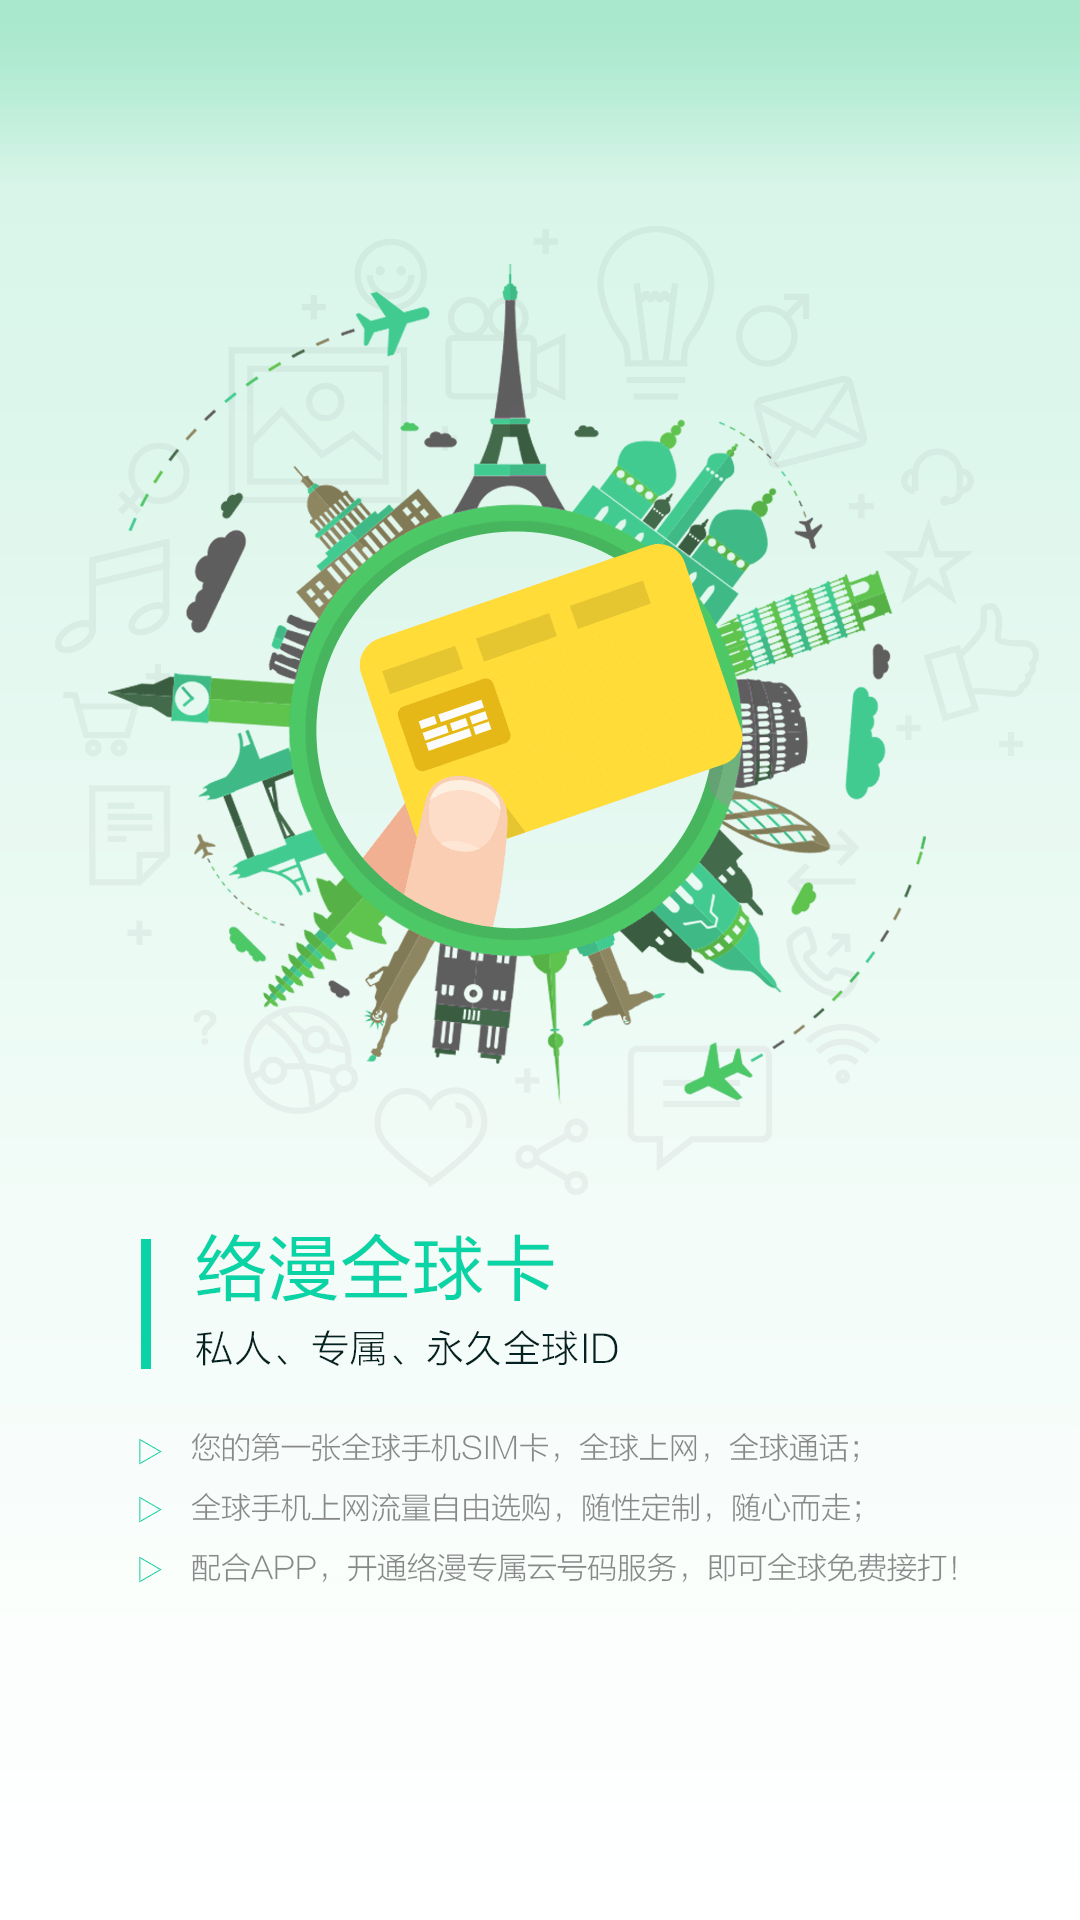 络漫全球卡
私人、专属、永久全球ID
您的第一张全球手机SIM卡，全球上网，全球通话；
全球手机上网流量自由选购，随性定制，随心而走；
配合APP，开通络漫专属云号码服务，即可全球免费接打！